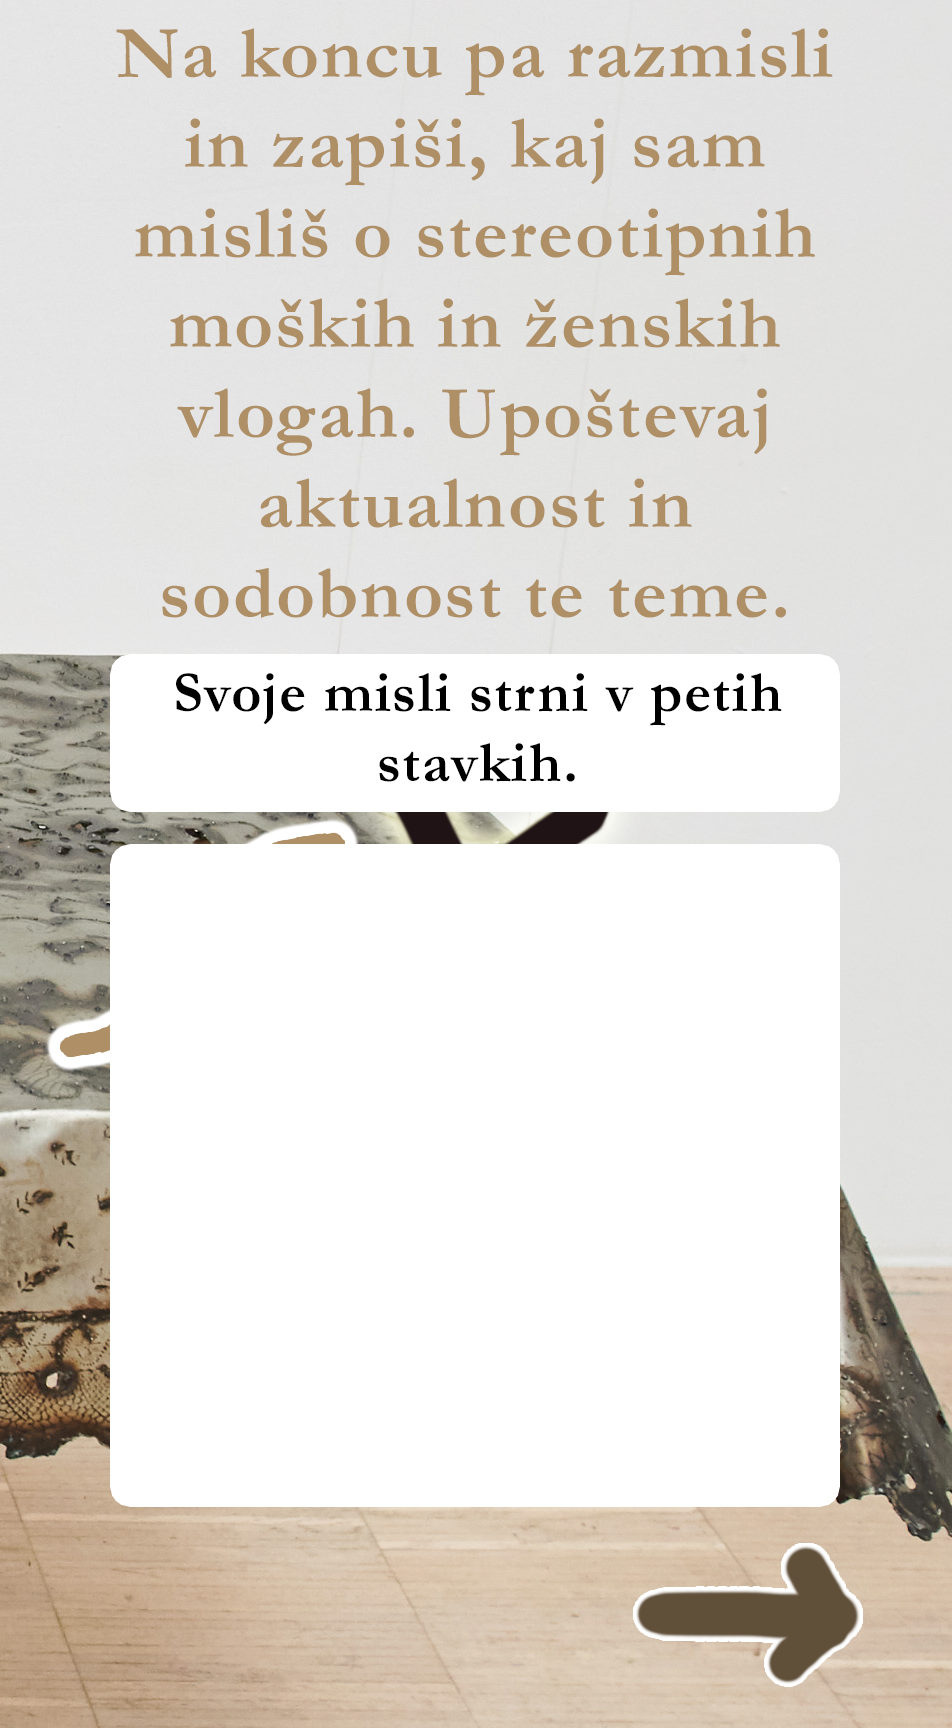 Na koncu pa razmisli
in zapiši, kaj sam
misliš o stereotipnih
moških in ženskih
vlogah. Upoštevaj
aktualnost in
sodobnost te teme.
Svoje misli strni v petih
stavkih.